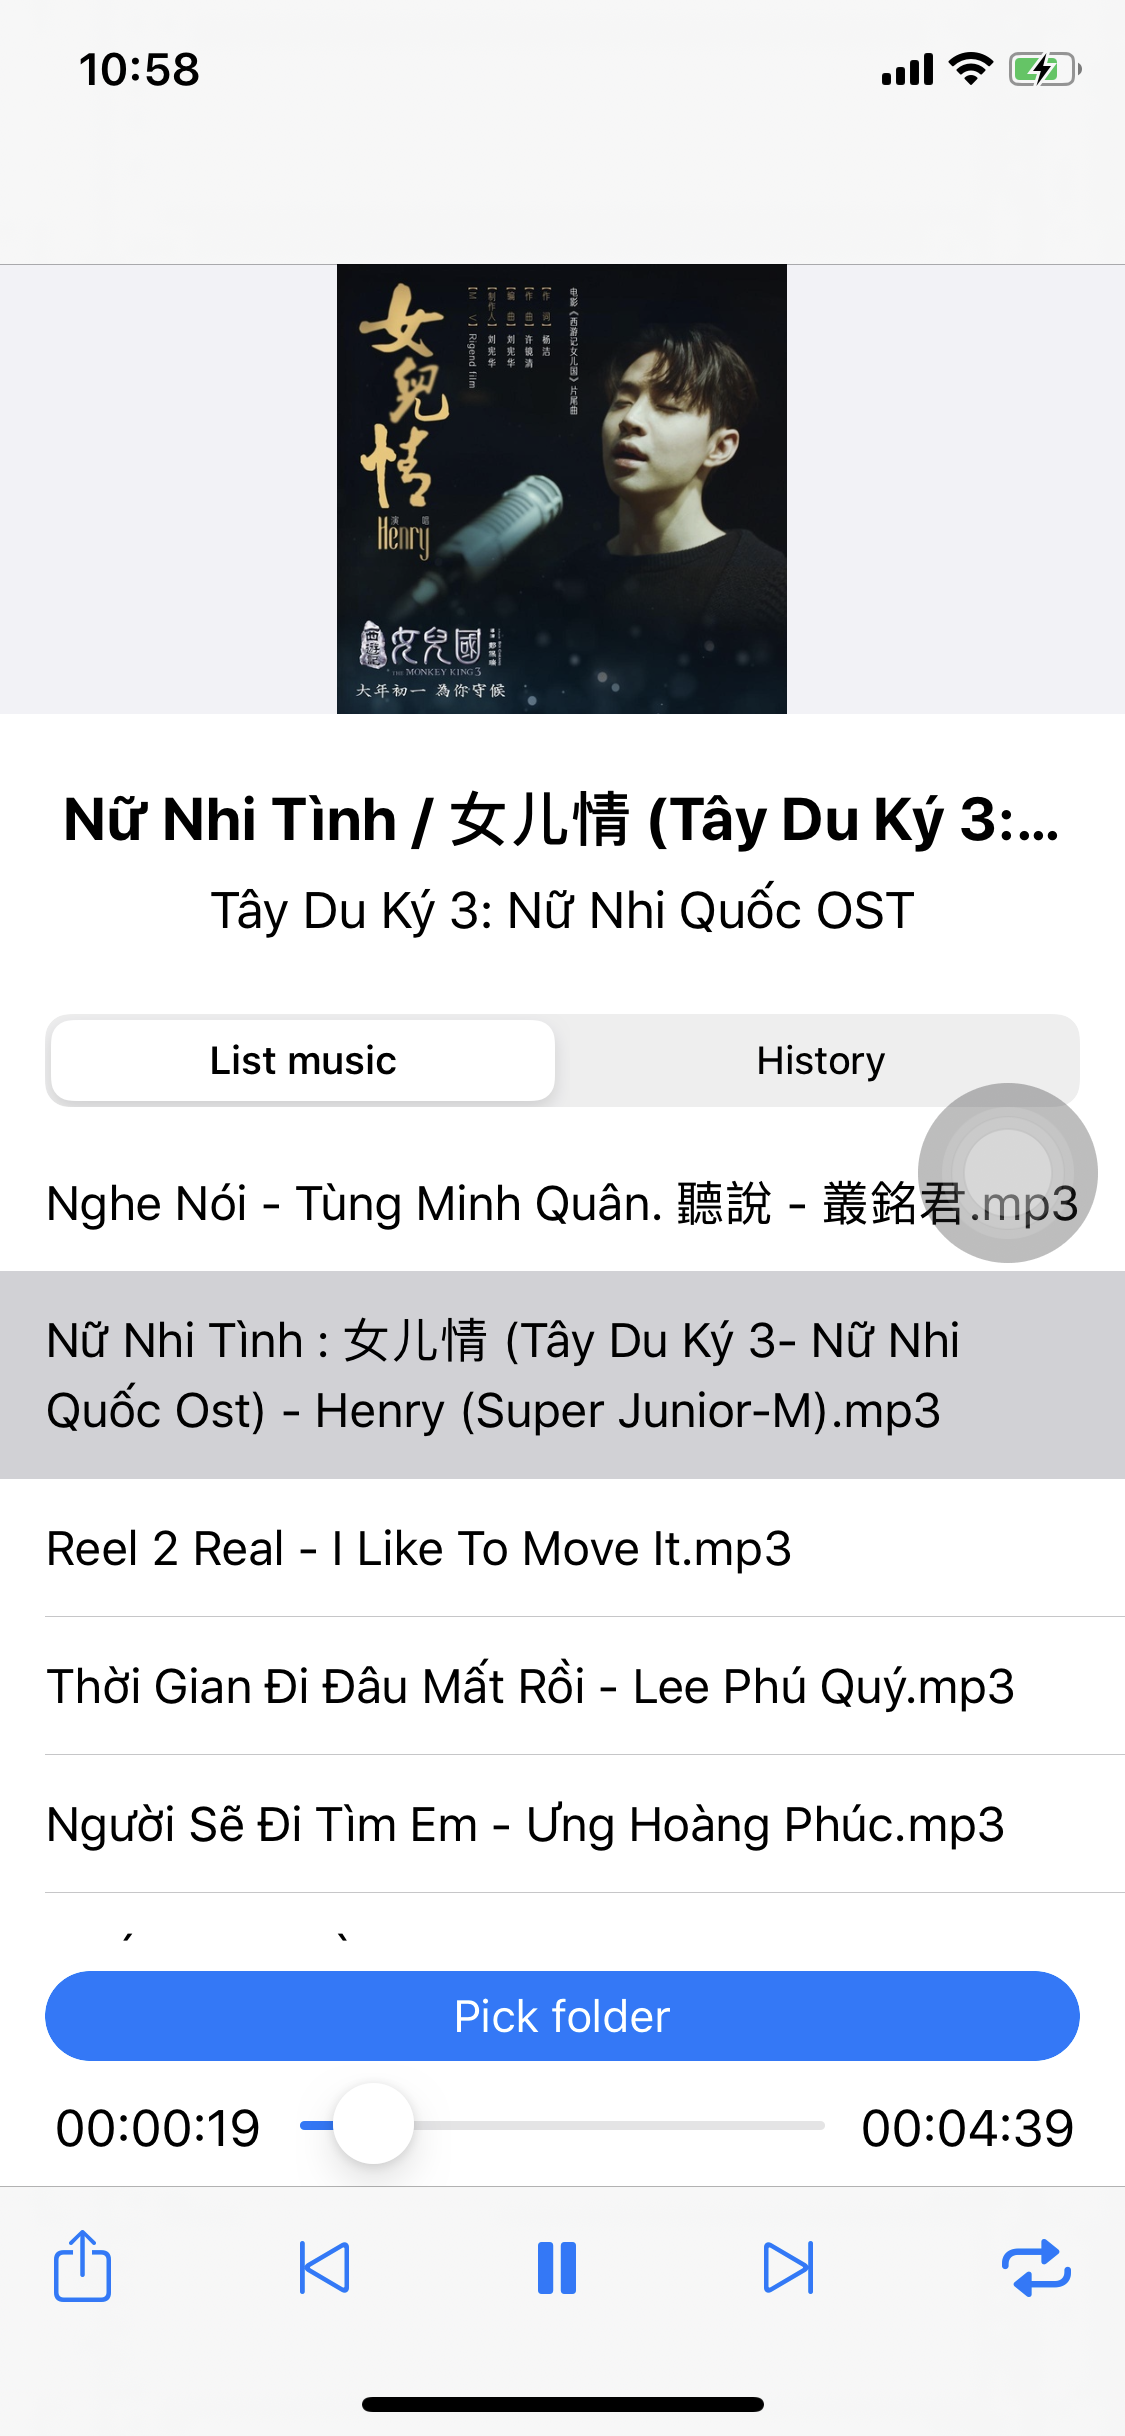 10:58
女兒情
演唱
Henry
电影《西游记女儿国》片尾曲
【作 词】杨洁
【作 曲】许镜清
【编 曲】刘宪华
【制作人】刘宪华
【M V】Rigend film
西遊記
女兒國
THE MONKEY KING 3
大年初一 為你守候
Nữ Nhi Tình / 女儿情 (Tây Du Ký 3:...
Tây Du Ký 3: Nữ Nhi Quốc OST
List music
History
Nghe Nói - Tùng Minh Quân. 聽說 - 叢銘君.mp3
Nữ Nhi Tình : 女儿情 (Tây Du Ký 3- Nữ Nhi
Quốc Ost) - Henry (Super Junior-M).mp3
Reel 2 Real - I Like To Move It.mp3
Thời Gian Đi Đâu Mất Rồi - Lee Phú Quý.mp3
Người Sẽ Đi Tìm Em - Ưng Hoàng Phúc.mp3
Pick folder
00:00:19
00:04:39